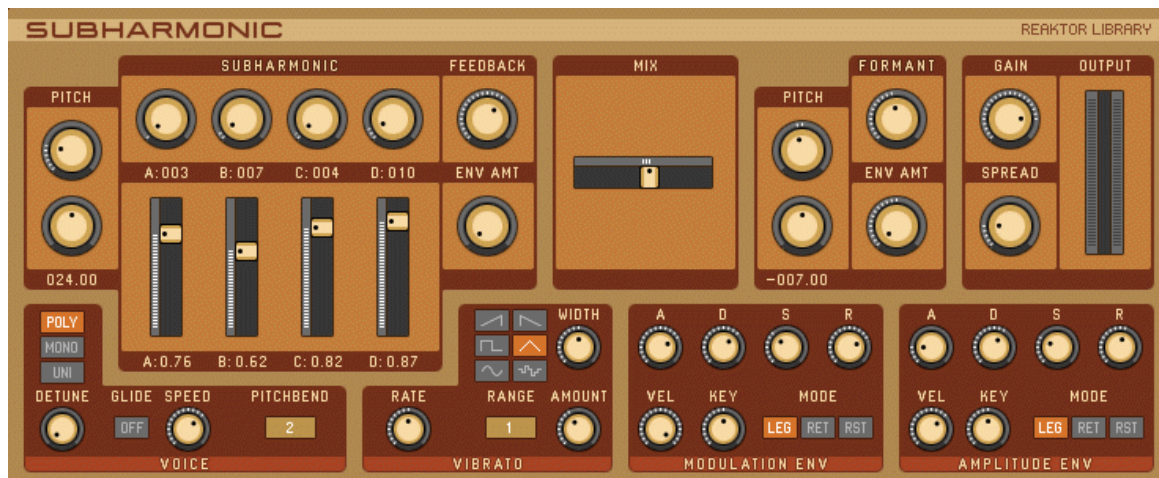 SUBHARMONIC
REAKTOR LIBRARY
SUBHARMONIC FEEDBACK
MIX
FORMANT
GAIN OUTPUT
PITCH
PITCH
A:003 B:007 C:004 D:010 ENV AMT
ENV AMT
SPREAD
024.00
-007.00
POLY
MONO
UNI
A:0.76 B:0.62 C:0.82 D:0.87
WIDTH
A D S R
A D S R
DETUNE GLIDE SPEED PITCHBEND
OFF 2
VOICE
RATE RANGE AMOUNT
1
VIBRATO
VEL KEY MODE
LEG RET RST
MODULATION ENV
VEL KEY MODE
LEG RET RST
AMPLITUDE ENV